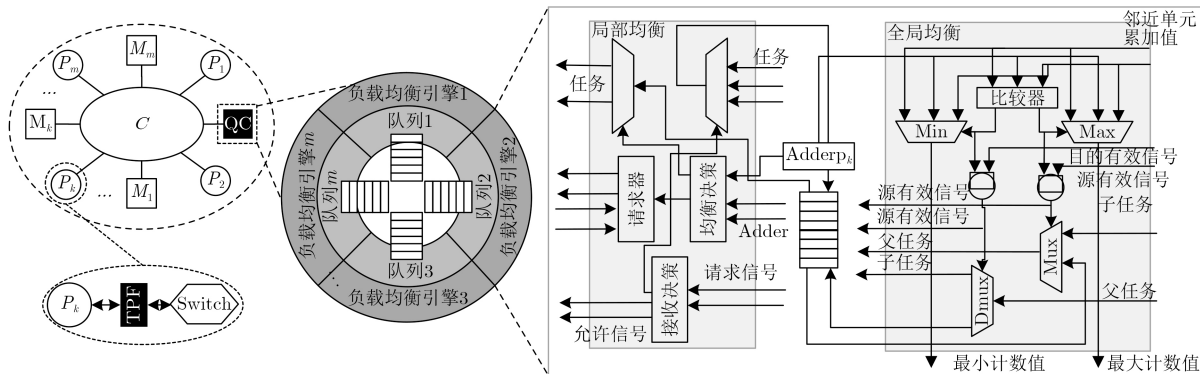 P_m
M_m
P_1
...
M_k
C
QC
P_k
...
M_1
P_2
P_k
TPF
Switch
负载均衡引擎1
队列1
负载均衡引擎2
队列2
负载均衡引擎3
队列3
负载均衡引擎m
队列m
...
局部均衡
任务
任务
请求器
均衡决策
Adder
接收决策
请求信号
允许信号
Adderp_k
全局均衡
邻近单元
累加值
比较器
Min
Max
目的有效信号
源有效信号
源有效信号
子任务
源有效信号
父任务
子任务
Mux
Dmux
父任务
最小计数值
最大计数值